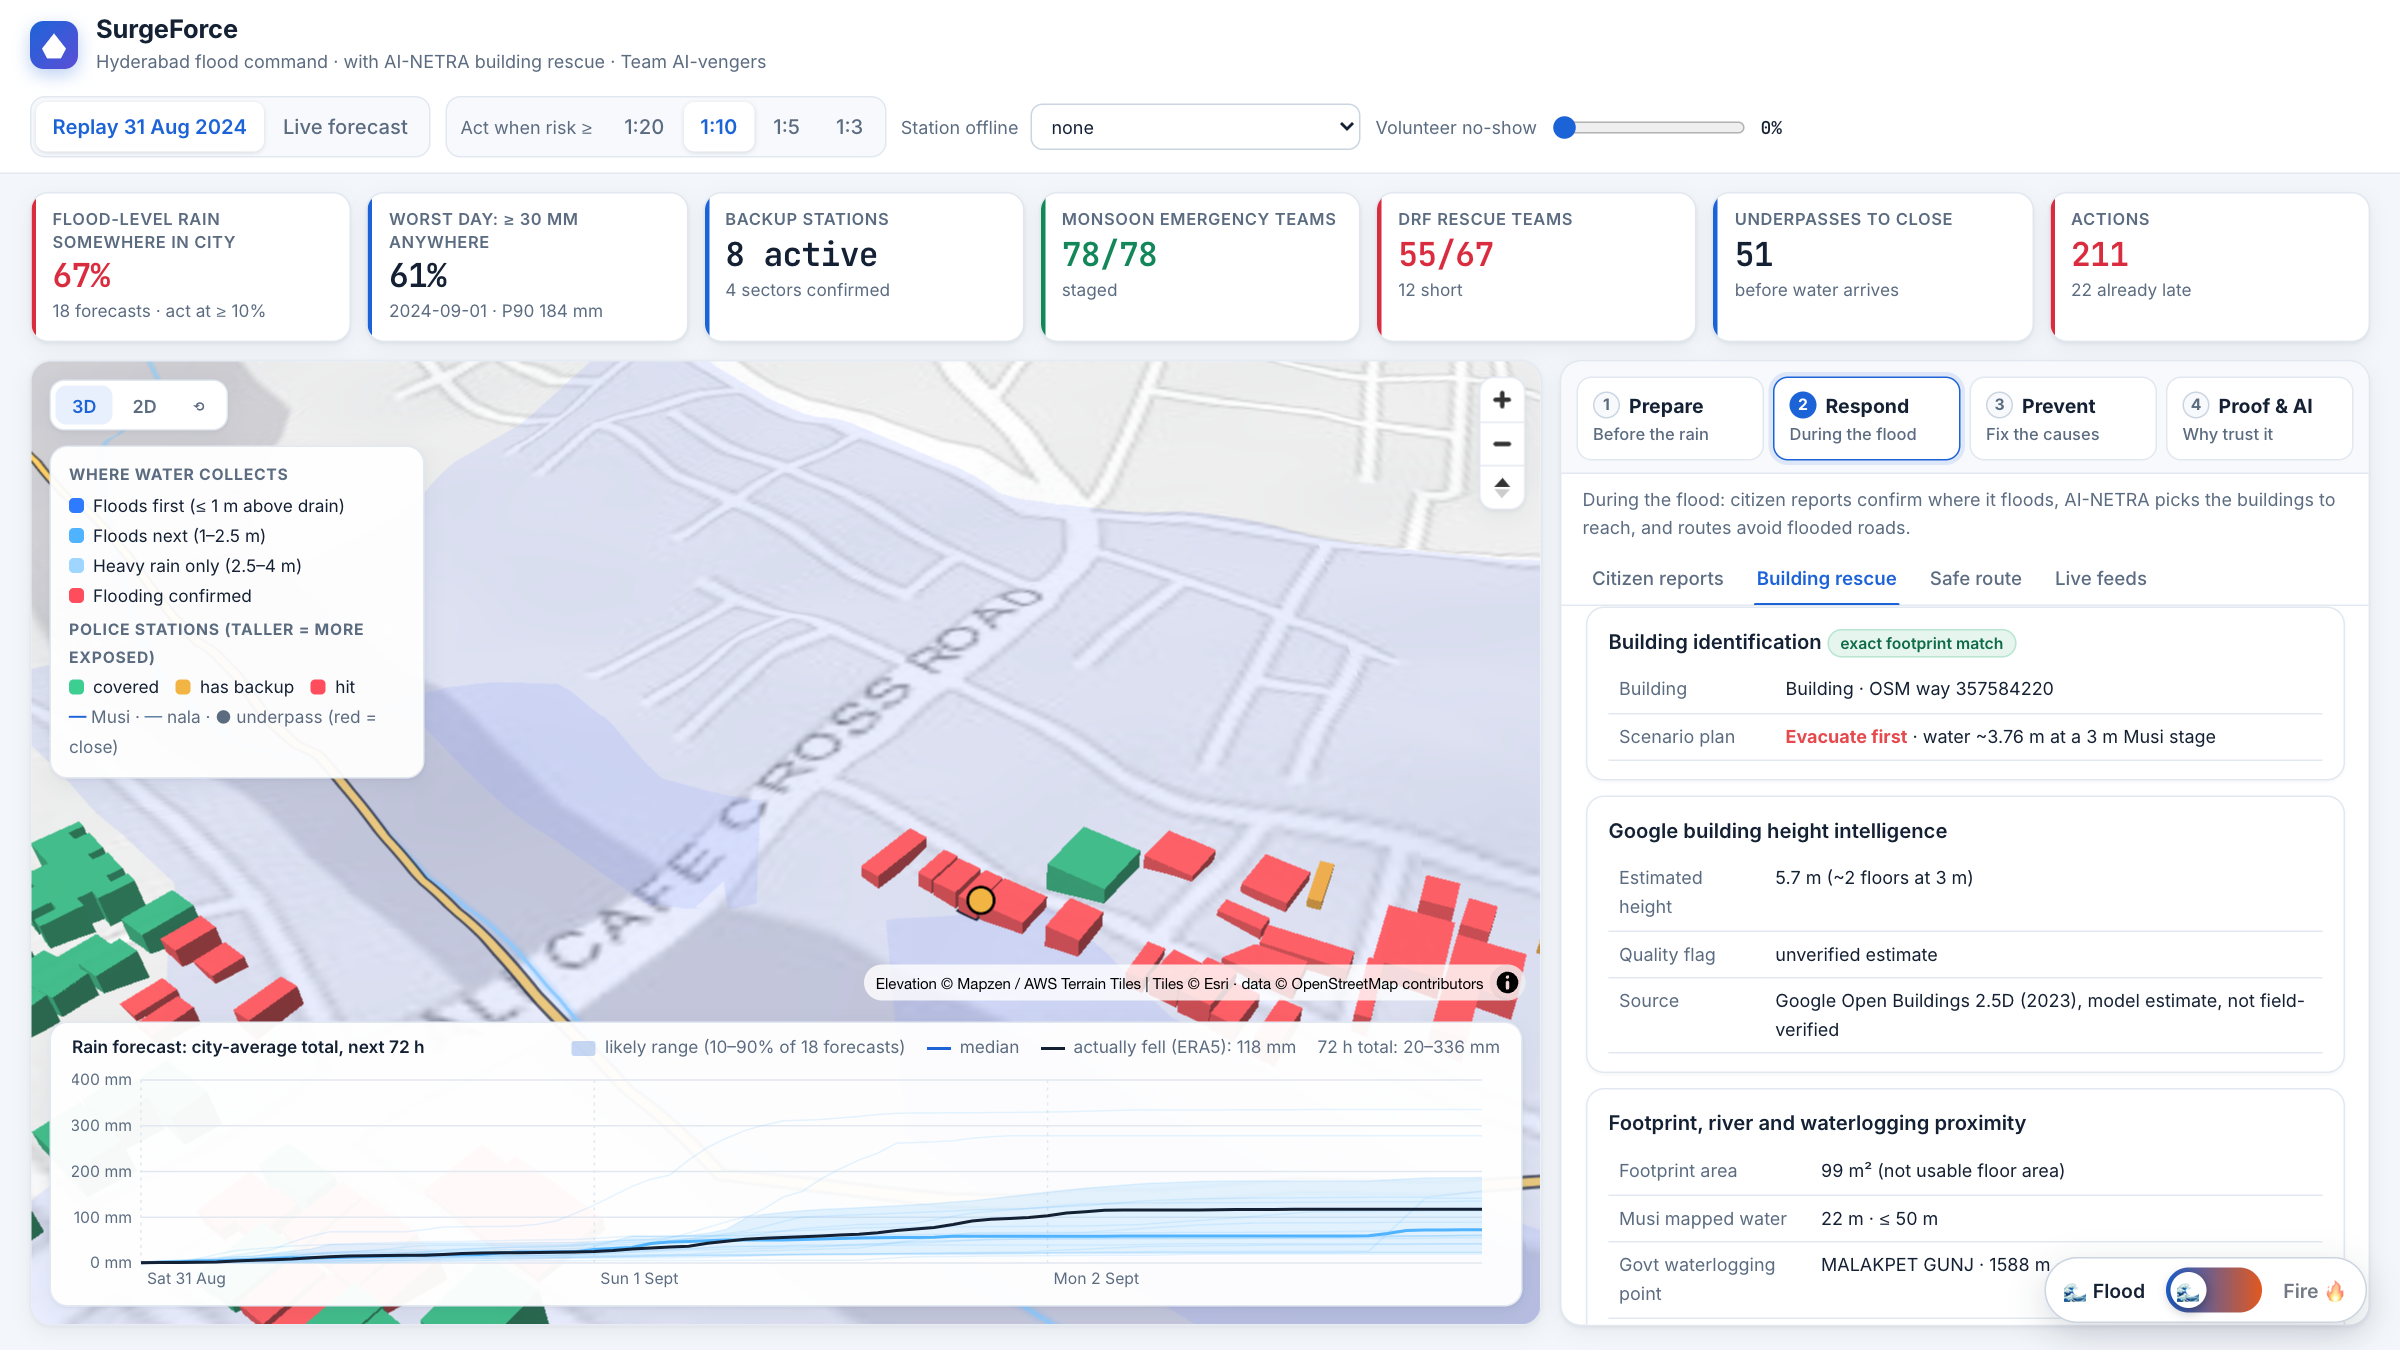 SurgeForce
Hyderabad flood command · with AI-NETRA building rescue · Team AI-vengers
Replay 31 Aug 2024
Live forecast
Act when risk ≥ 1:20 1:10 1:5 1:3
Station offline none
Volunteer no-show 0%
FLOOD-LEVEL RAIN
SOMEWHERE IN CITY
67%
18 forecasts · act at ≥ 10%
WORST DAY: ≥ 30 MM
ANYWHERE
61%
2024-09-01 · P90 184 mm
BACKUP STATIONS
8 active
4 sectors confirmed
MONSOON EMERGENCY TEAMS
78/78
staged
DRF RESCUE TEAMS
55/67
12 short
UNDERPASSES TO CLOSE
51
before water arrives
ACTIONS
211
22 already late
3D 2D
WHERE WATER COLLECTS
Floods first (≤ 1 m above drain)
Floods next (1–2.5 m)
Heavy rain only (2.5–4 m)
Flooding confirmed
POLICE STATIONS (TALLER = MORE
EXPOSED)
covered has backup hit
Musi · nala · underpass (red =
close)
CAFE CROSS ROAD
Elevation © Mapzen / AWS Terrain Tiles | Tiles © Esri · data © OpenStreetMap contributors
Rain forecast: city-average total, next 72 h
likely range (10–90% of 18 forecasts) median actually fell (ERA5): 118 mm 72 h total: 20–336 mm
400 mm
300 mm
200 mm
100 mm
0 mm
Sat 31 Aug
Sun 1 Sept
Mon 2 Sept
1 Prepare
Before the rain
2 Respond
During the flood
3 Prevent
Fix the causes
4 Proof & AI
Why trust it
During the flood: citizen reports confirm where it floods, AI-NETRA picks the buildings to
reach, and routes avoid flooded roads.
Citizen reports Building rescue Safe route Live feeds
Building identification exact footprint match
Building Building · OSM way 357584220
Scenario plan Evacuate first · water ~3.76 m at a 3 m Musi stage
Google building height intelligence
Estimated
height
5.7 m (~2 floors at 3 m)
Quality flag unverified estimate
Source Google Open Buildings 2.5D (2023), model estimate, not field-
verified
Footprint, river and waterlogging proximity
Footprint area 99 m² (not usable floor area)
Musi mapped water 22 m · ≤ 50 m
Govt waterlogging
point
MALAKPET GUNJ · 1588 m
Flood Fire